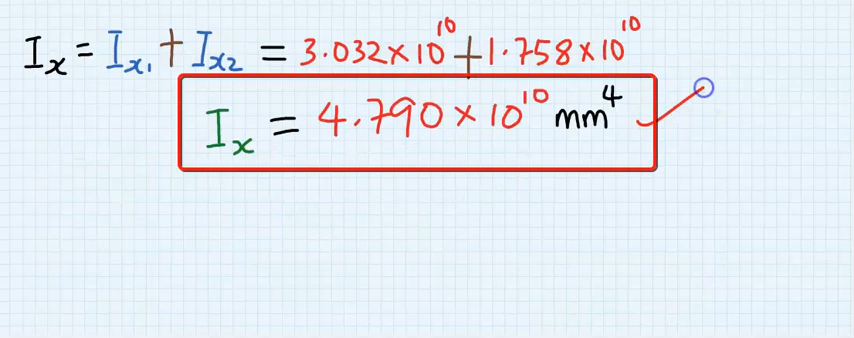 Ix = Ix1 + Ix2 = 3.032×10^10 + 1.758×10^10
Ix = 4.790×10^10 mm^4